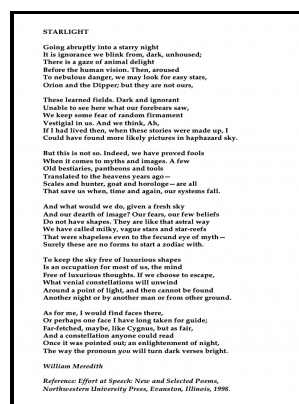 STARLIGHT
Going abruptly into a starry night
It is ignorance we blink from, dark, unhoused;
There is a gaze of animal delight
Before the human vision. Then, aroused
To nebulous danger, we may look for easy stars,
Orion and the Dipper; but they are not ours,
These learned fields. Dark and ignorant
Unable to see here what our forebears saw,
We keep some fear of random firmament
Vestigial in us. And we think, Ah,
If I had lived then, when these stories were made up, I
Could have found more likely pictures in haphazard sky.
But this is not so. Indeed, we have proved fools
When it comes to myths and images. A few
Old bestiaries, pantheons and tools
Translated to the heavens years ago—
Scales and hunter, goat and horologe—are all
That save us when, time and again, our systems fall.
And what would we do, given a fresh sky
And our dearth of image? Our fears, our few beliefs
Do not have shapes. They are like that astral way
We have called milky, vague stars and star-reefs
That were shapeless even to the fecund eye of myth—
Surely these are no forms to start a zodiac with.
To keep the sky free of luxurious shapes
Is an occupation for most of us, the mind
Free of luxurious thoughts. If we choose to escape,
What venial constellations will unwind
Around a point of light, and then cannot be found
Another night or by another man or from other ground.
As for me, I would find faces there,
Or perhaps one face I have long taken for guide;
Far-fetched, maybe, like Cygnus, but as fair,
And a constellation anyone could read
Once it was pointed out; an enlightenment of night,
The way the pronoun you will turn dark verses bright.
William Meredith
Reference: Effort at Speech: New and Selected Poems,
Northwestern University Press, Evanston, Illinois, 1998.